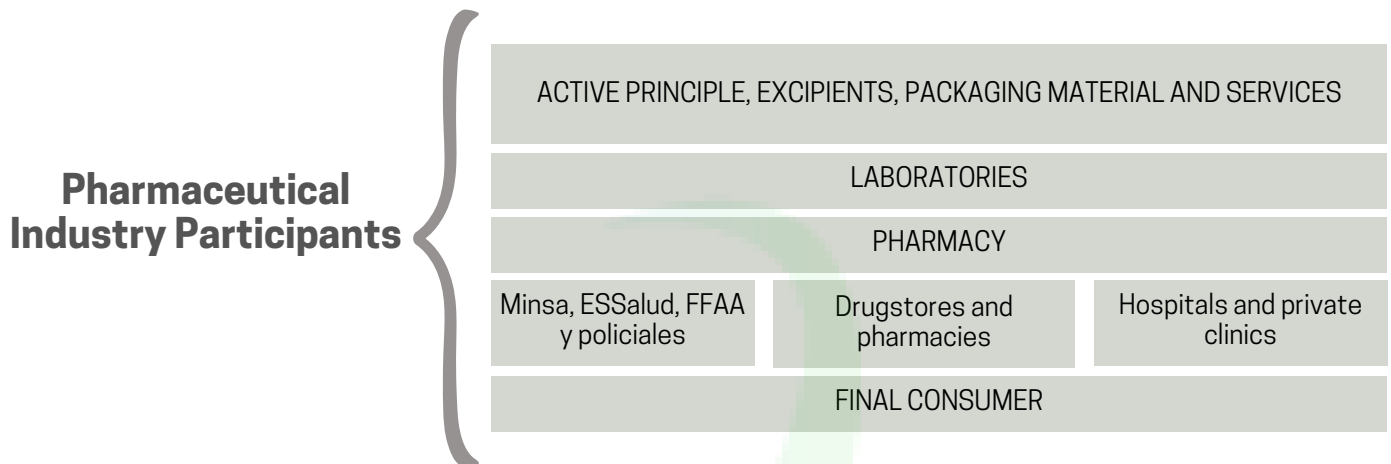 Pharmaceutical
Industry Participants
ACTIVE PRINCIPLE, EXCIPIENTS, PACKAGING MATERIAL AND SERVICES
LABORATORIES
PHARMACY
Minsa, ESSalud, FFAA
y policiales
Drugstores and
pharmacies
Hospitals and private
clinics
FINAL CONSUMER